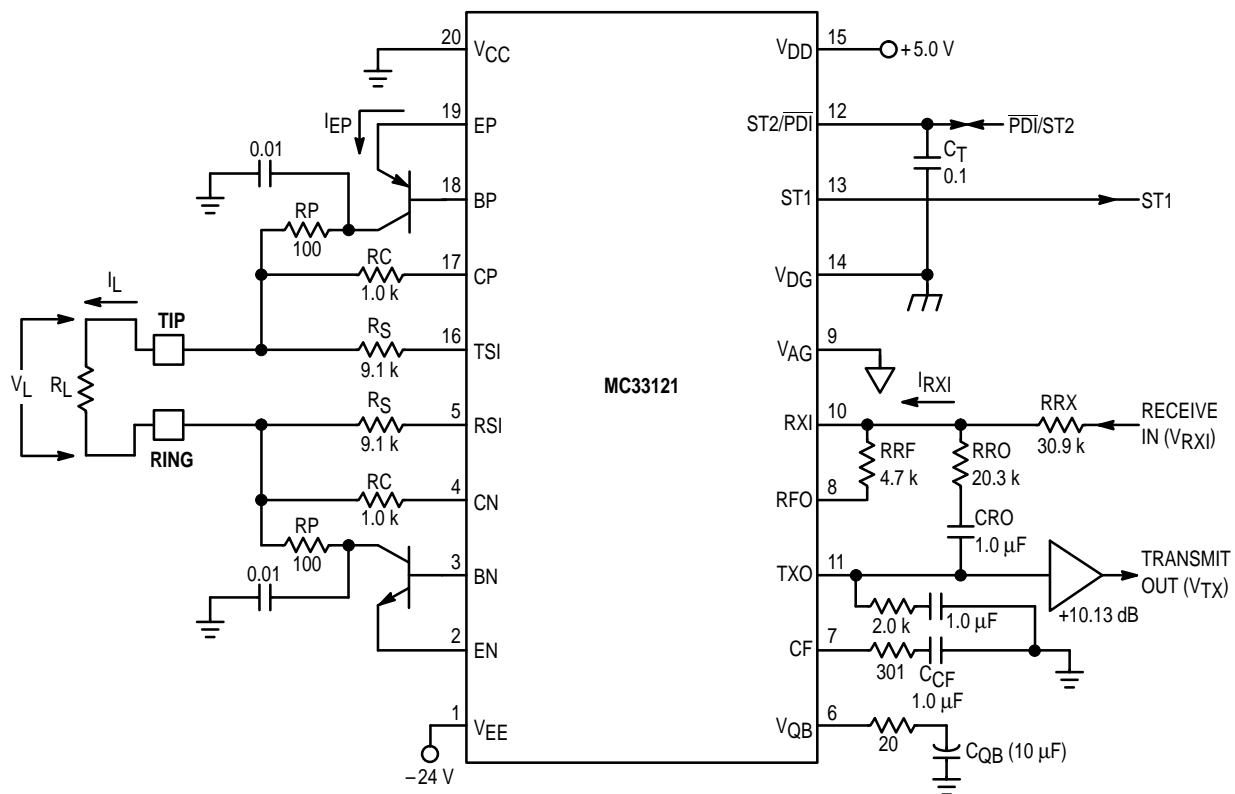 20
VCC
15
VDD
+5.0 V
IEP
19
EP
12
ST2/PDI
PDI/ST2
0.01
CT
0.1
18
BP
13
ST1
ST1
RP
100
17
CP
RC
1.0 k
14
VDG
IL
TIP
RS
9.1 k
16
TSI
9
VAG
VL
RL
MC33121
IRXI
RS
9.1 k
5
RSI
10
RXI
RRX
30.9 k
RECEIVE
IN (VRXI)
RING
RRF
4.7 k
RRO
20.3 k
RC
1.0 k
4
CN
8
RFO
RP
100
CRO
1.0 µF
0.01
3
BN
11
TXO
TRANSMIT
OUT (VTX)
+10.13 dB
2.0 k
1.0 µF
2
EN
7
CF
301
CCF
1.0 µF
1
VEE
6
VQB
20
CQB (10 µF)
–24 V